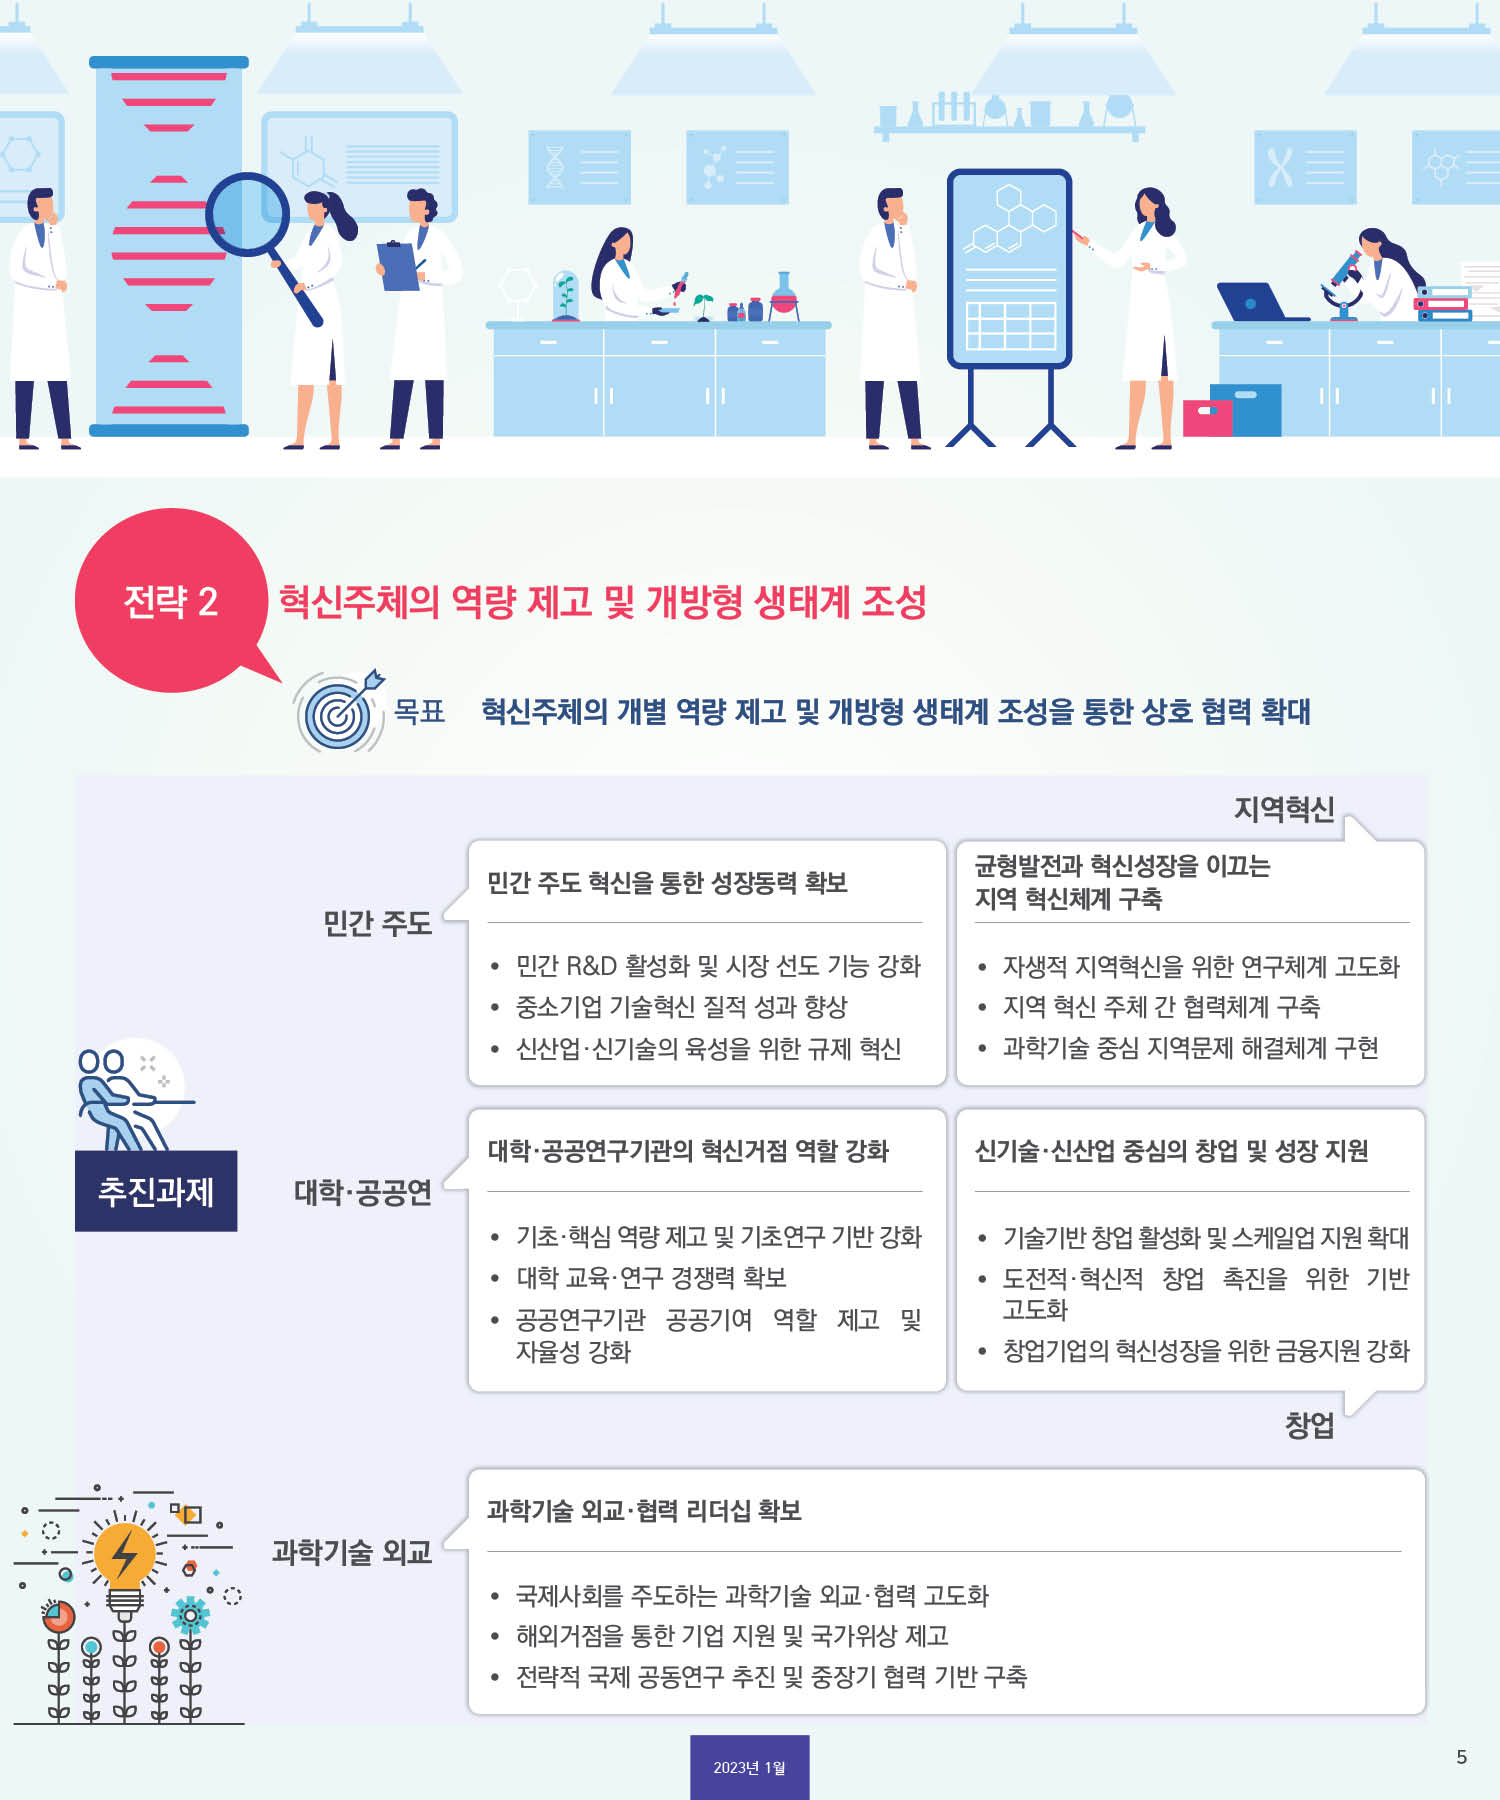 전략 2
혁신주체의 역량 제고 및 개방형 생태계 조성
목표
혁신주체의 개별 역량 제고 및 개방형 생태계 조성을 통한 상호 협력 확대
추진과제
민간 주도
민간 주도 혁신을 통한 성장동력 확보
• 민간 R&D 활성화 및 시장 선도 기능 강화
• 중소기업 기술혁신 질적 성과 향상
• 신산업·신기술의 육성을 위한 규제 혁신
지역혁신
균형발전과 혁신성장을 이끄는
지역 혁신체계 구축
• 자생적 지역혁신을 위한 연구체계 고도화
• 지역 혁신 주체 간 협력체계 구축
• 과학기술 중심 지역문제 해결체계 구현
대학·공공연
대학·공공연구기관의 혁신거점 역할 강화
• 기초·핵심 역량 제고 및 기초연구 기반 강화
• 대학 교육·연구 경쟁력 확보
• 공공연구기관 공공기여 역할 제고 및
자율성 강화
신기술·신산업 중심의 창업 및 성장 지원
• 기술기반 창업 활성화 및 스케일업 지원 확대
• 도전적·혁신적 창업 촉진을 위한 기반
고도화
• 창업기업의 혁신성장을 위한 금융지원 강화
창업
과학기술 외교
과학기술 외교·협력 리더십 확보
• 국제사회를 주도하는 과학기술 외교·협력 고도화
• 해외거점을 통한 기업 지원 및 국가위상 제고
• 전략적 국제 공동연구 추진 및 중장기 협력 기반 구축
2023년 1월
5